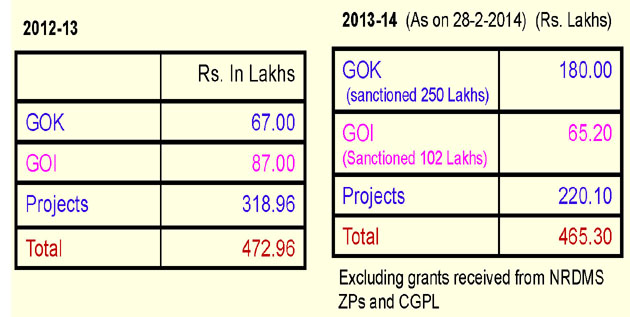 2012-13
Rs. In Lakhs
GOK 67.00
GOI 87.00
Projects 318.96
Total 472.96
2013-14 (As on 28-2-2014) (Rs. Lakhs)
GOK 180.00
(sanctioned 250 Lakhs)
GOI 65.20
(Sanctioned 102 Lakhs)
Projects 220.10
Total 465.30
Excluding grants received from NRDMS
ZPs and CGPL